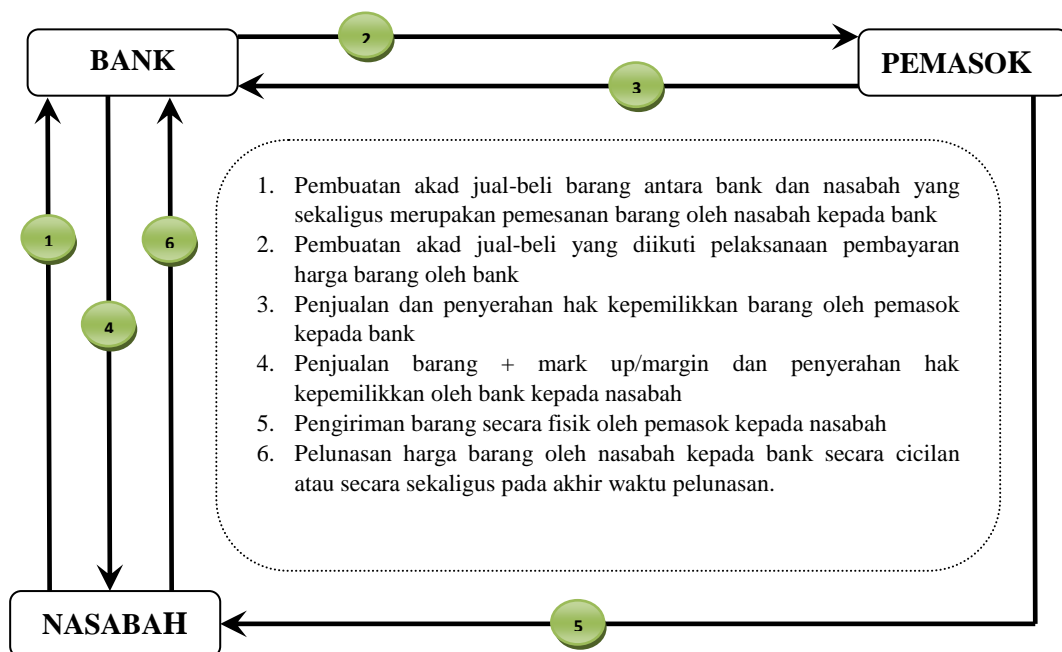 2
BANK
PEMASOK
3
1. Pembuatan akad jual-beli barang antara bank dan nasabah yang
sekaligus merupakan pemesanan barang oleh nasabah kepada bank
2. Pembuatan akad jual-beli yang diikuti pelaksanaan pembayaran
harga barang oleh bank
3. Penjualan dan penyerahan hak kepemilikkan barang oleh pemasok
kepada bank
4. Penjualan barang + mark up/margin dan penyerahan hak
kepemilikkan oleh bank kepada nasabah
5. Pengiriman barang secara fisik oleh pemasok kepada nasabah
6. Pelunasan harga barang oleh nasabah kepada bank secara cicilan
atau secara sekaligus pada akhir waktu pelunasan.
1
6
4
NASABAH
5